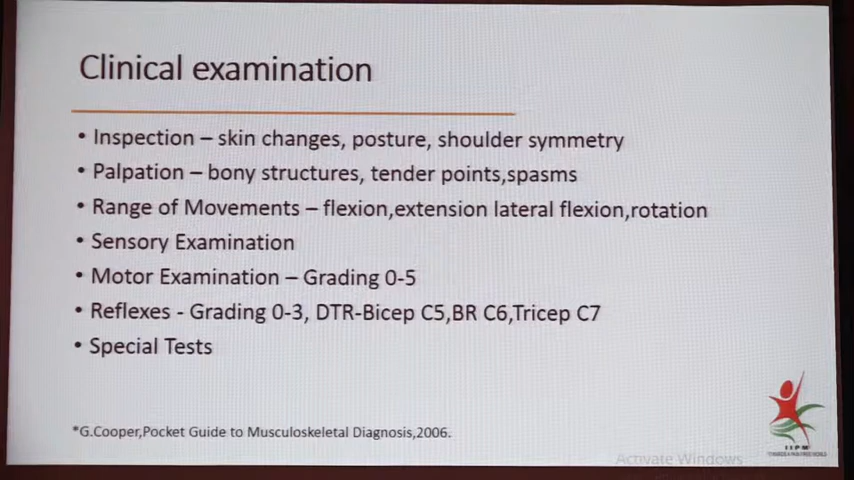 Clinical examination
• Inspection – skin changes, posture, shoulder symmetry
• Palpation – bony structures, tender points,spasms
• Range of Movements – flexion,extension lateral flexion,rotation
• Sensory Examination
• Motor Examination – Grading 0-5
• Reflexes - Grading 0-3, DTR-Bicep C5,BR C6,Tricep C7
• Special Tests
*G.Cooper,Pocket Guide to Musculoskeletal Diagnosis,2006.
Activate Windows